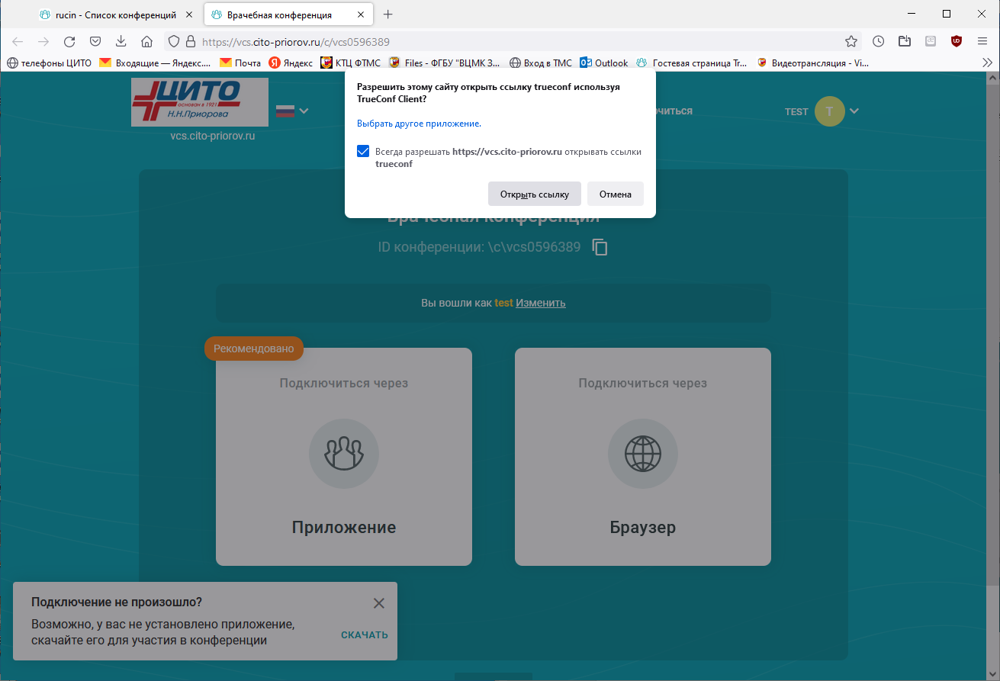 rucin - Список конференций
Врачебная конференция
https://vcs.cito-priorov.ru/c/vcs0596389
телефоны ЦИТО
Входящие — Яндекс....
Почта
Яндекс
КТЦ ФТМС
Files - ФГБУ "ВЦМК З...
Вход в ТМС
Outlook
Гостевая страница Tr...
Видеотрансляция - Vi...
ЦИТО
основан в 1921
Н.Н.Приорова
vcs.cito-priorov.ru
Разрешить этому сайту открыть ссылку trueconf используя
TrueConf Client?
Выбрать другое приложение.
Всегда разрешать https://vcs.cito-priorov.ru открывать ссылки
trueconf
Открыть ссылку
Отмена
ЧИТЬСЯ
TEST
T
Врачебная конференция
ID конференции: \c\vcs0596389
Вы вошли как test Изменить
Рекомендовано
Подключиться через
Приложение
Подключиться через
Браузер
Подключение не произошло?
Возможно, у вас не установлено приложение,
скачайте его для участия в конференции
СКАЧАТЬ